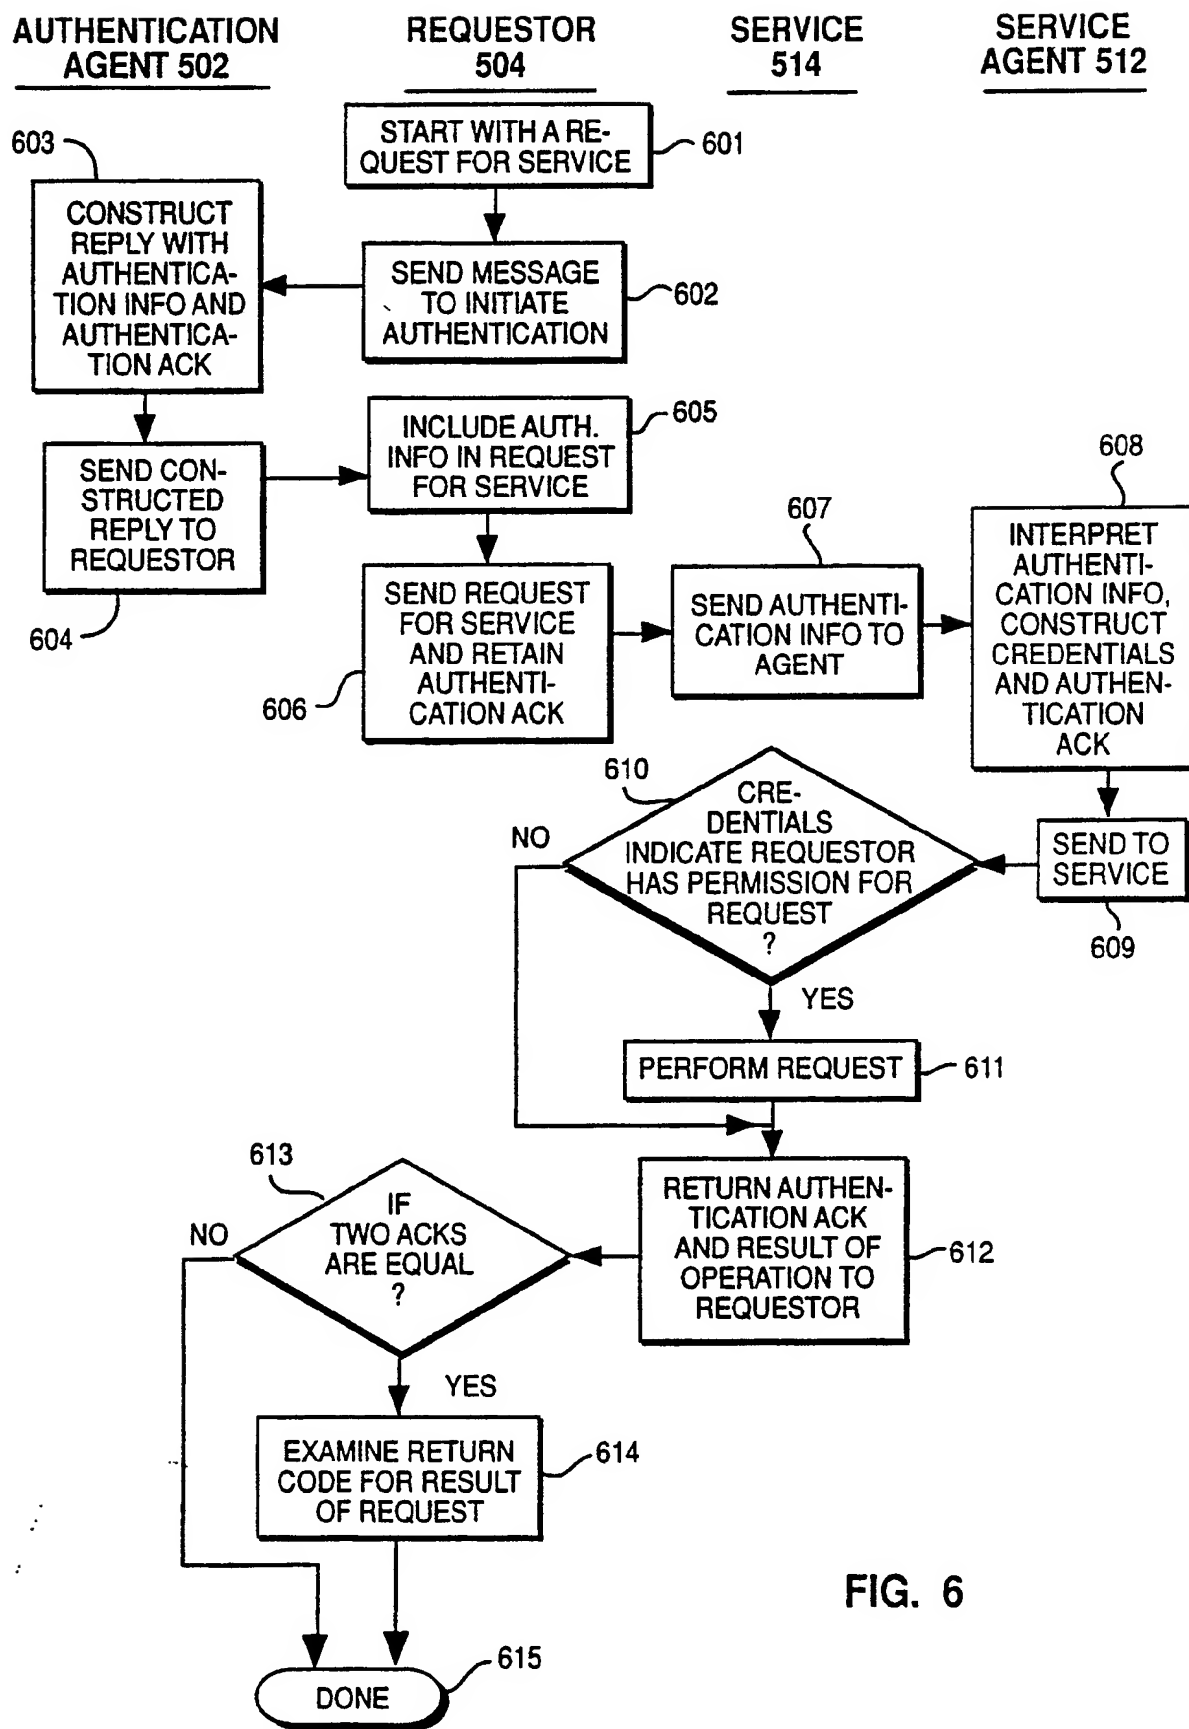 AUTHENTICATION
AGENT 502
REQUESTOR
504
SERVICE
514
SERVICE
AGENT 512
START WITH A RE-
QUEST FOR SERVICE
601
603
CONSTRUCT
REPLY WITH
AUTHENTICA-
TION INFO AND
AUTHENTICA-
TION ACK
SEND MESSAGE
TO INITIATE
AUTHENTICATION
602
SEND CON-
STRUCTED
REPLY TO
REQUESTOR
604
INCLUDE AUTH.
INFO IN REQUEST
FOR SERVICE
605
SEND REQUEST
FOR SERVICE
AND RETAIN
AUTHENTI-
CATION ACK
606
607
SEND AUTHENTI-
CATION INFO TO
AGENT
608
INTERPRET
AUTHENTI-
CATION INFO,
CONSTRUCT
CREDENTIALS
AND AUTHEN-
TICATION
ACK
SEND TO
SERVICE
609
610
CRE-
DENTIALS
INDICATE REQUESTOR
HAS PERMISSION FOR
REQUEST
?
NO
YES
PERFORM REQUEST
611
RETURN AUTHEN-
TICATION ACK
AND RESULT OF
OPERATION TO
REQUESTOR
612
613
IF
TWO ACKS
ARE EQUAL
?
NO
YES
EXAMINE RETURN
CODE FOR RESULT
OF REQUEST
614
DONE
615
FIG. 6